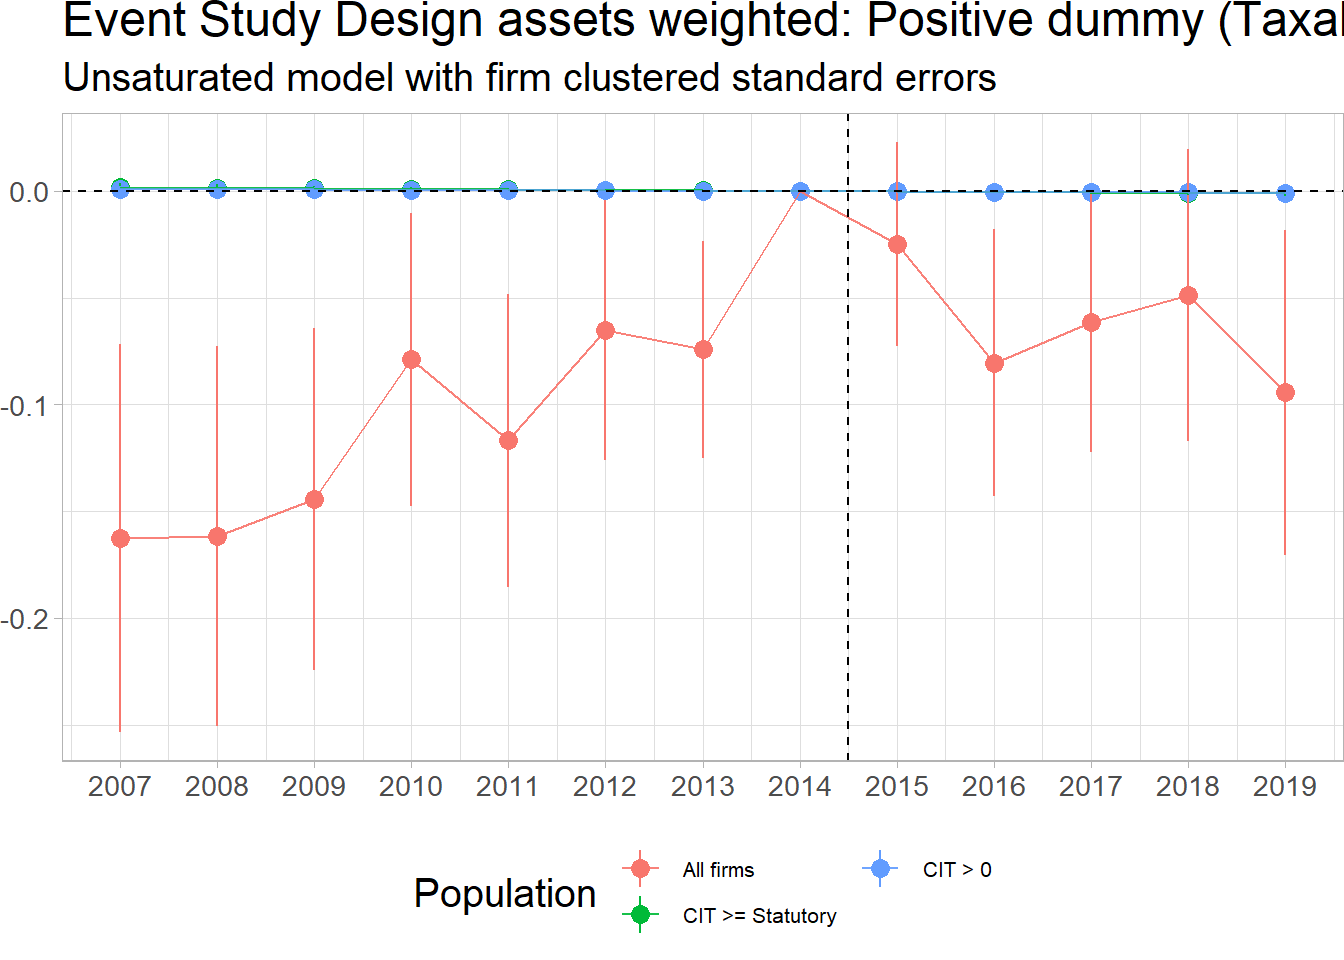 Event Study Design assets weighted: Positive dummy
Unsaturated model with firm clustered standard errors
0.0
-0.1
-0.2
2007 2008 2009 2010 2011 2012 2013 2014 2015 2016 2017 2018 2019
Population
All firms
CIT >= Statutory
CIT > 0